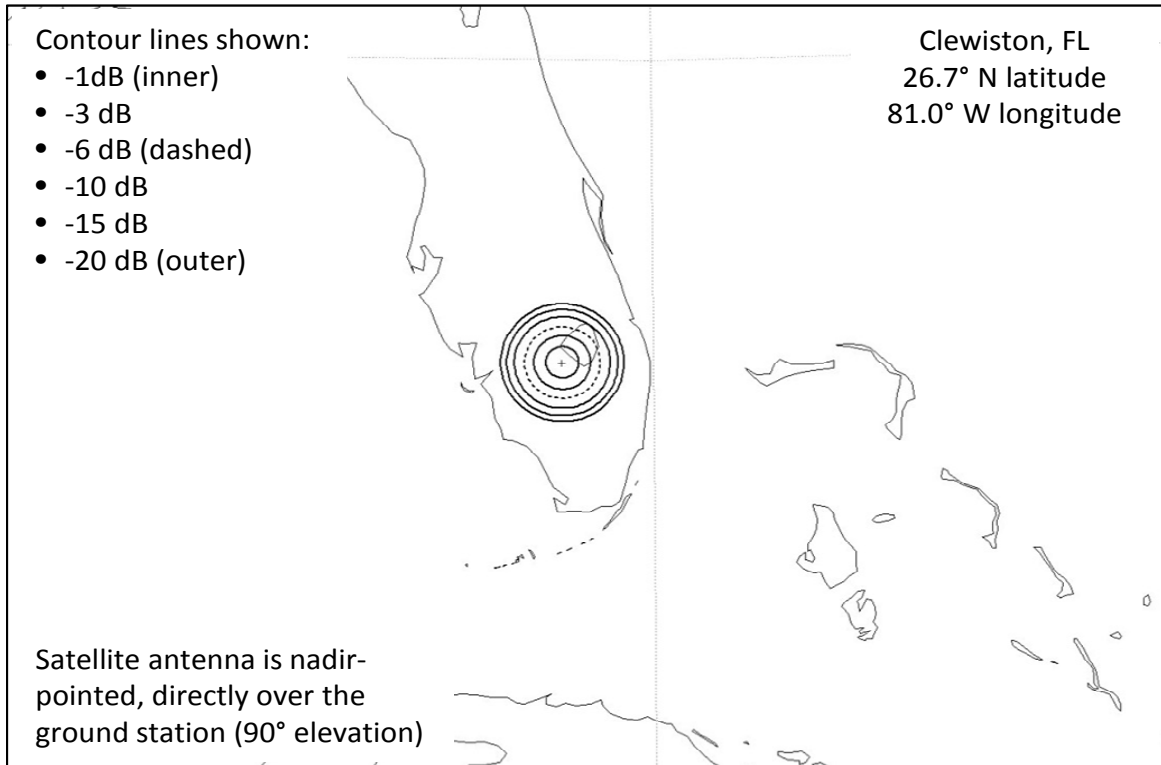 Contour lines shown:
• -1dB (inner)
• -3 dB
• -6 dB (dashed)
• -10 dB
• -15 dB
• -20 dB (outer)
Clewiston, FL
26.7° N latitude
81.0° W longitude
Satellite antenna is nadir-
pointed, directly over the
ground station (90° elevation)